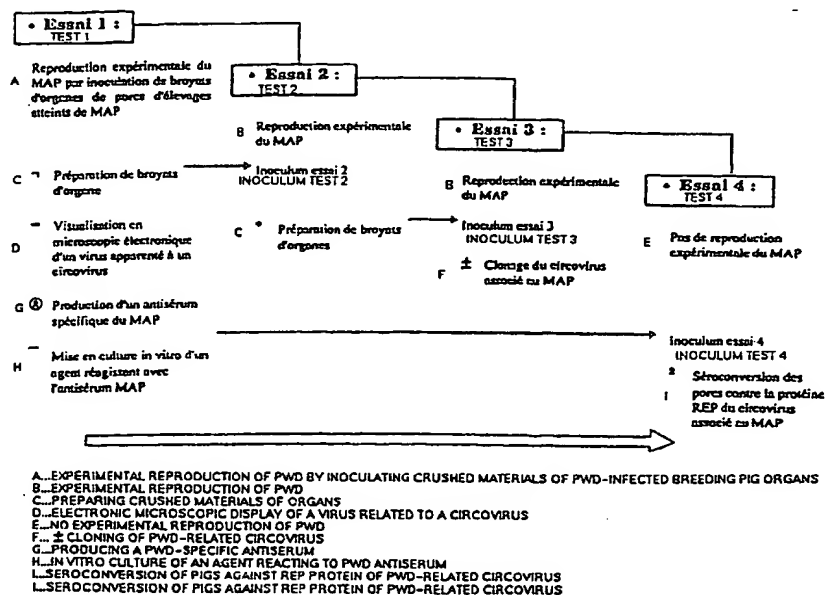 • Essai 1 :
TEST 1
A Reproduction expérimentale du
MAP par inoculation de broyats
d'organes de porcs d'élevages
atteints de MAP
• Essai 2 :
TEST 2
B Reproduction expérimentale
du MAP
• Essai 3 :
TEST 3
C Préparation de broyats
d'organe
Inoculum essai 2
INOCULUM TEST 2
B Reproduction expérimentale
du MAP
• Essai 4 :
TEST 4
D Visualisation en
microscopie électronique
d'un virus apparenté à un
circovirus
C Préparation de broyats
d'organes
Inoculum essai 3
INOCULUM TEST 3
E Pas de reproduction
expérimentale du MAP
F ± Clonage du circovirus
associé au MAP
G Production d'un antisérum
spécifique du MAP
H Mise en culture in vitro d'un
agent réagissant avec
l'antisérum MAP
Inoculum essai 4
INOCULUM TEST 4
I Séroconversion des
porcs contre la protéine
REP du circovirus
associé au MAP
A...EXPERIMENTAL REPRODUCTION OF PWD BY INOCULATING CRUSHED MATERIALS OF PWD-INFECTED BREEDING PIG ORGANS
B...EXPERIMENTAL REPRODUCTION OF PWD
C...PREPARING CRUSHED MATERIALS OF ORGANS
D...ELECTRONIC MICROSCOPIC DISPLAY OF A VIRUS RELATED TO A CIRCOVIRUS
E...NO EXPERIMENTAL REPRODUCTION OF PWD
F... ± CLONING OF PWD-RELATED CIRCOVIRUS
G...PRODUCING A PWD-SPECIFIC ANTISERUM
H...IN VITRO CULTURE OF AN AGENT REACTING TO PWD ANTISERUM
I...SEROCONVERSION OF PIGS AGAINST REP PROTEIN OF PWD-RELATED CIRCOVIRUS
I...SEROCONVERSION OF PIGS AGAINST REP PROTEIN OF PWD-RELATED CIRCOVIRUS